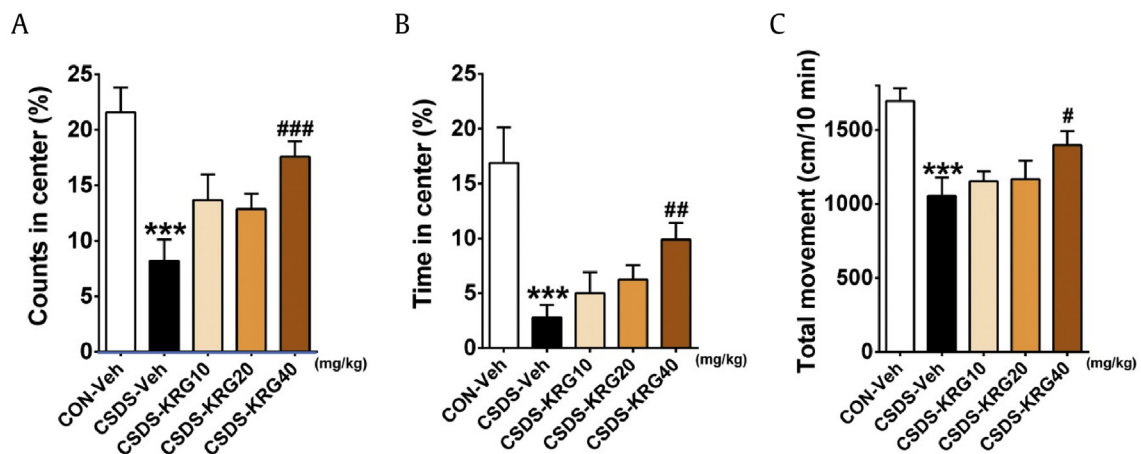 A
Counts in center (%)
25
20
15
10
5
0
***
###
(mg/kg)
CON-Veh
CSDS-Veh
CSDS-KRG10
CSDS-KRG20
CSDS-KRG40
B
Time in center (%)
25
20
15
10
5
0
***
##
(mg/kg)
CON-Veh
CSDS-Veh
CSDS-KRG10
CSDS-KRG20
CSDS-KRG40
C
Total movement (cm/10 min)
1500
1000
500
0
***
#
(mg/kg)
CON-Veh
CSDS-Veh
CSDS-KRG10
CSDS-KRG20
CSDS-KRG40